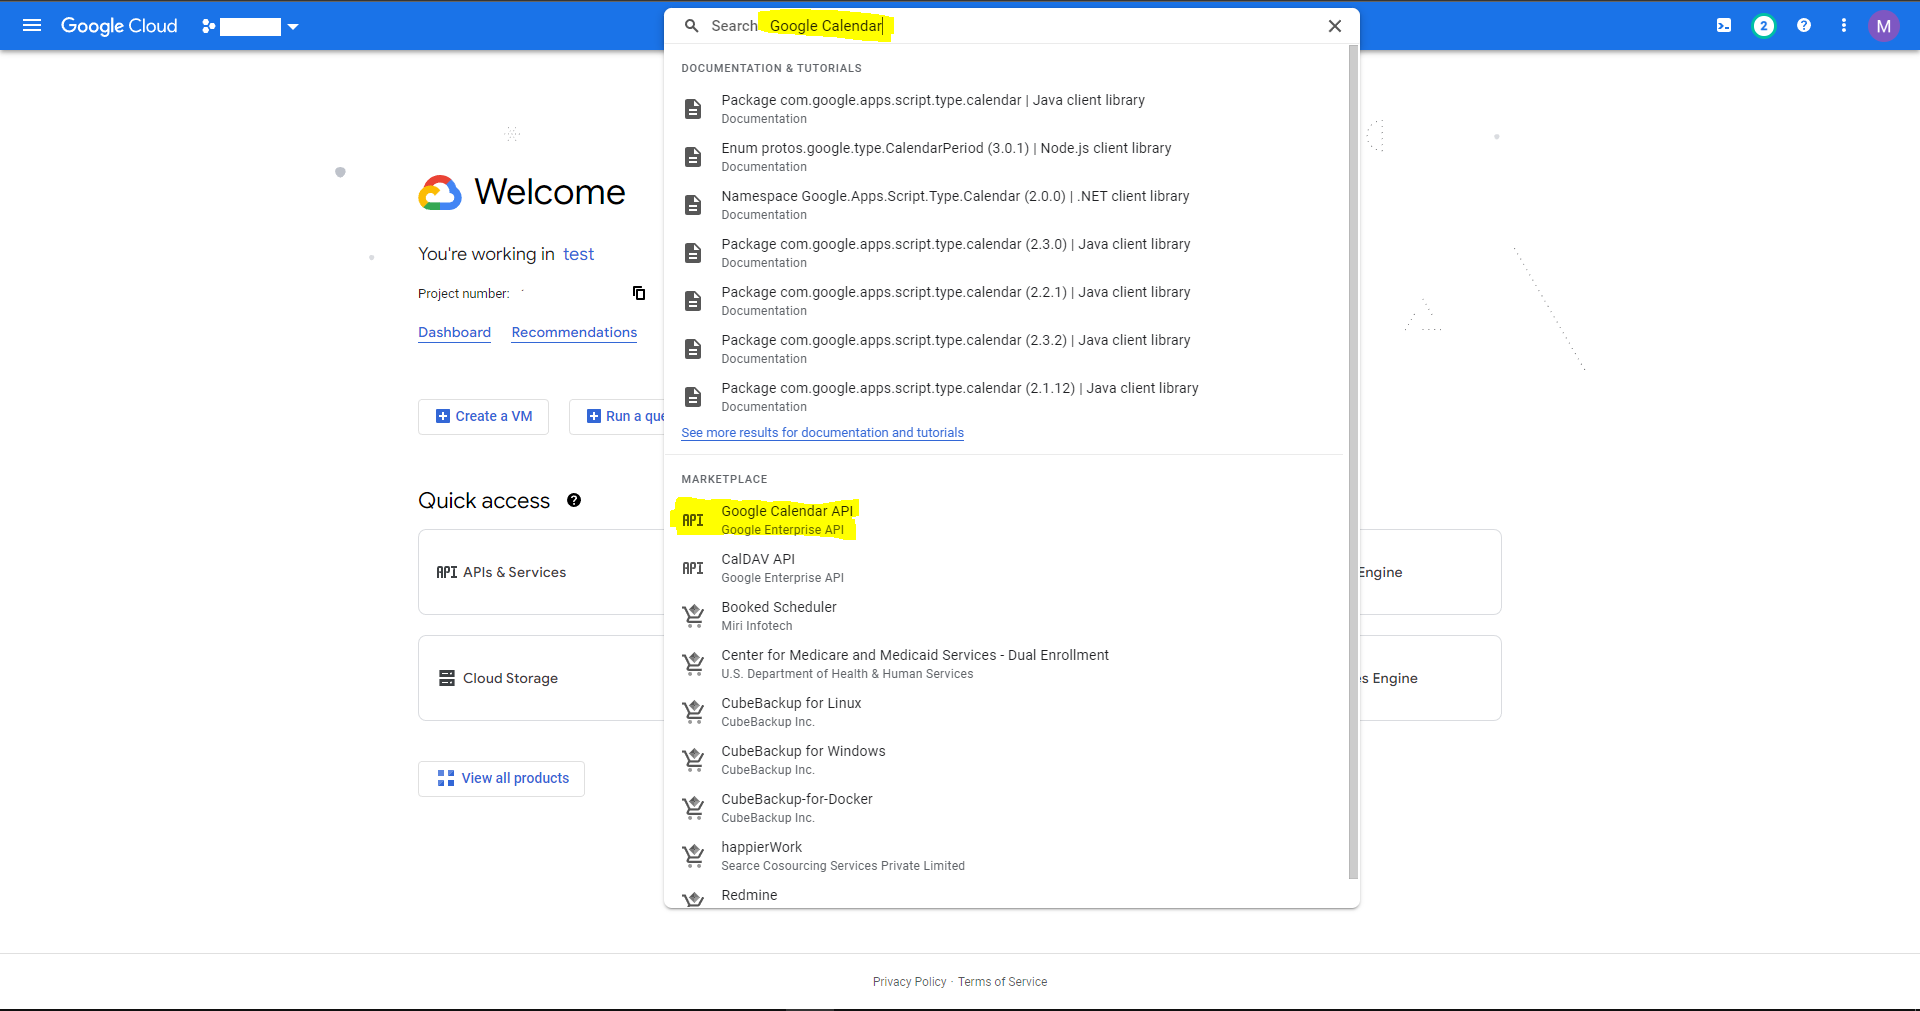 Google Cloud
Search Google Calendar
2
M
DOCUMENTATION & TUTORIALS
Package com.google.apps.script.type.calendar | Java client library
Documentation
Enum protos.google.type.CalendarPeriod (3.0.1) | Node.js client library
Documentation
Namespace Google.Apps.Script.Type.Calendar (2.0.0) | .NET client library
Documentation
Package com.google.apps.script.type.calendar (2.3.0) | Java client library
Documentation
Package com.google.apps.script.type.calendar (2.2.1) | Java client library
Documentation
Package com.google.apps.script.type.calendar (2.3.2) | Java client library
Documentation
Package com.google.apps.script.type.calendar (2.1.12) | Java client library
Documentation
See more results for documentation and tutorials
MARKETPLACE
API Google Calendar API
Google Enterprise API
API CalDAV API
Google Enterprise API
Booked Scheduler
Miri Infotech
Center for Medicare and Medicaid Services - Dual Enrollment
U.S. Department of Health & Human Services
CubeBackup for Linux
CubeBackup Inc.
CubeBackup for Windows
CubeBackup Inc.
CubeBackup-for-Docker
CubeBackup Inc.
happierWork
Searce Cosourcing Services Private Limited
Redmine
Welcome
You're working in test
Project number:
Dashboard Recommendations
Create a VM Run a que
Quick access
API APIs & Services
Engine
Cloud Storage
s Engine
View all products
Privacy Policy · Terms of Service